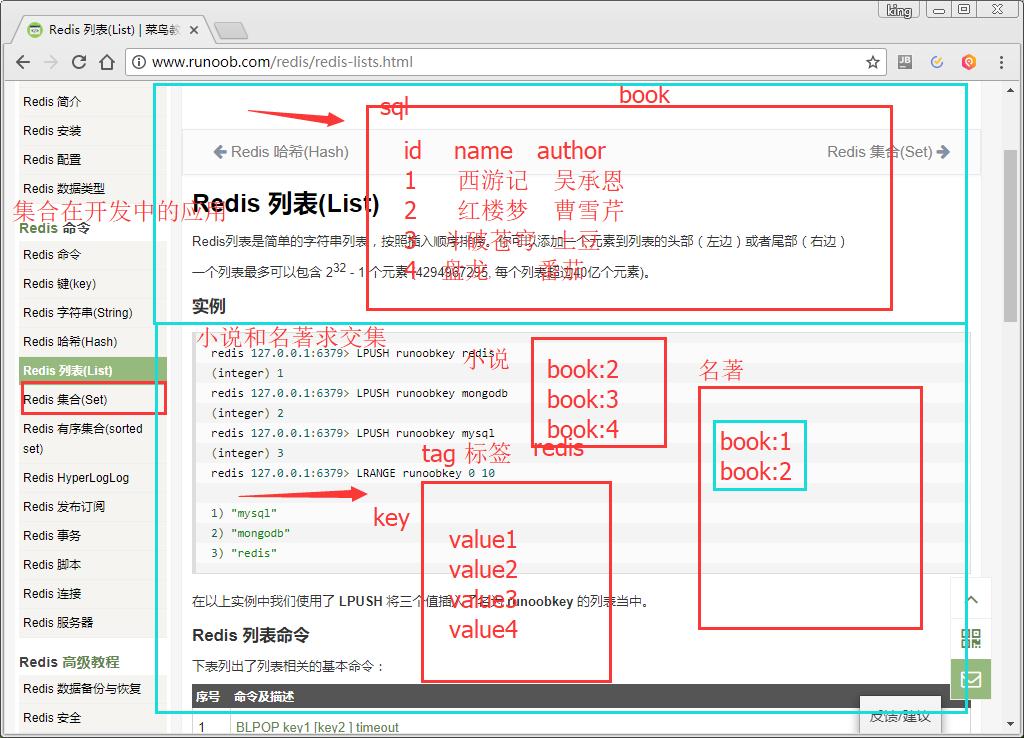 king
Redis 列表(List) | 菜鸟教
www.runoob.com/redis/redis-lists.html
Redis 简介
Redis 安装
Redis 配置
Redis 数据类型
Redis 命令
Redis 命令
Redis 键(key)
Redis 字符串(String)
Redis 哈希(Hash)
Redis 列表(List)
Redis 集合(Set)
Redis 有序集合(sorted
set)
Redis HyperLogLog
Redis 发布订阅
Redis 事务
Redis 脚本
Redis 连接
Redis 服务器
Redis 高级教程
Redis 数据备份与恢复
Redis 安全
集合在开发中的应用
book
sql
id name author
1 西游记 吴承恩
2 红楼梦 曹雪芹
3 斗破苍穹 土豆
4 盘龙 番茄
Redis 哈希(Hash)
Redis 集合(Set)
Redis 列表(List)
Redis列表是简单的字符串列表，按照插入顺序排序。你可以添加一个元素到列表的头部（左边）或者尾部（右边）
一个列表最多可以包含 2³² - 1 个元素 (4294967295, 每个列表超过40亿个元素)。
实例
小说和名著求交集
redis 127.0.0.1:6379> LPUSH runoobkey redis
(integer) 1
redis 127.0.0.1:6379> LPUSH runoobkey mongodb
(integer) 2
redis 127.0.0.1:6379> LPUSH runoobkey mysql
(integer) 3
redis 127.0.0.1:6379> LRANGE runoobkey 0 10
1) "mysql"
2) "mongodb"
3) "redis"
小说
book:2
book:3
book:4
redis
名著
book:1
book:2
tag 标签
key
value1
value2
value3
value4
在以上实例中我们使用了 LPUSH 将三个值插入了名为 runoobkey 的列表当中。
Redis 列表命令
下表列出了列表相关的基本命令：
序号 命令及描述
1 BLPOP key1 [key2 ] timeout
反馈/建议